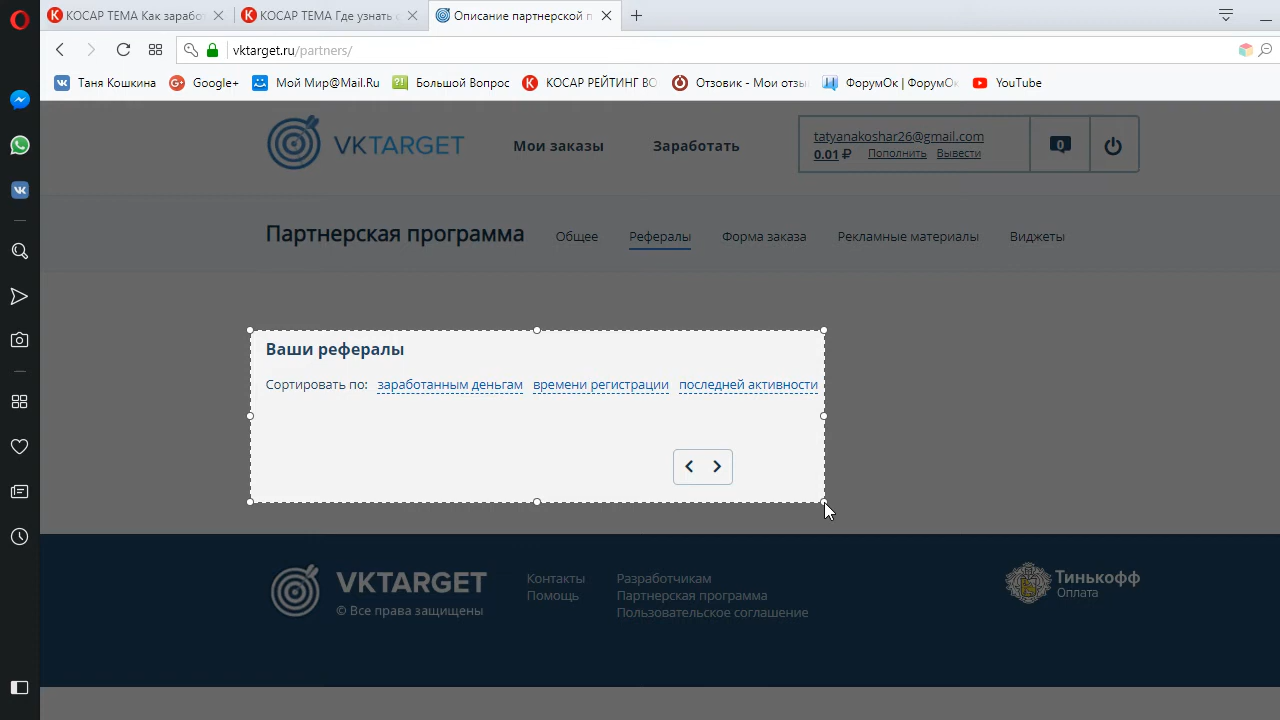 КОСАР ТЕМА Как заработ
КОСАР ТЕМА Где узнать
Описание партнерской п
vktarget.ru/partners/
Таня Кошкина
Google+
Мой Мир@Mail.Ru
Большой Вопрос
КОСАР РЕЙТИНГ ВО
Отзовик - Мои отзы
ФорумОк | ФорумОк
YouTube
VKTARGET
Мои заказы
Заработать
tatyanakoshar26@gmail.com
0.01 ₽ Пополнить Вывести
0
Партнерская программа
Общее
Рефералы
Форма заказа
Рекламные материалы
Виджеты
Ваши рефералы
Сортировать по: заработанным деньгам времени регистрации последней активности
VKTARGET
© Все права защищены
Контакты
Помощь
Разработчикам
Партнерская программа
Пользовательское соглашение
Тинькофф
Оплата